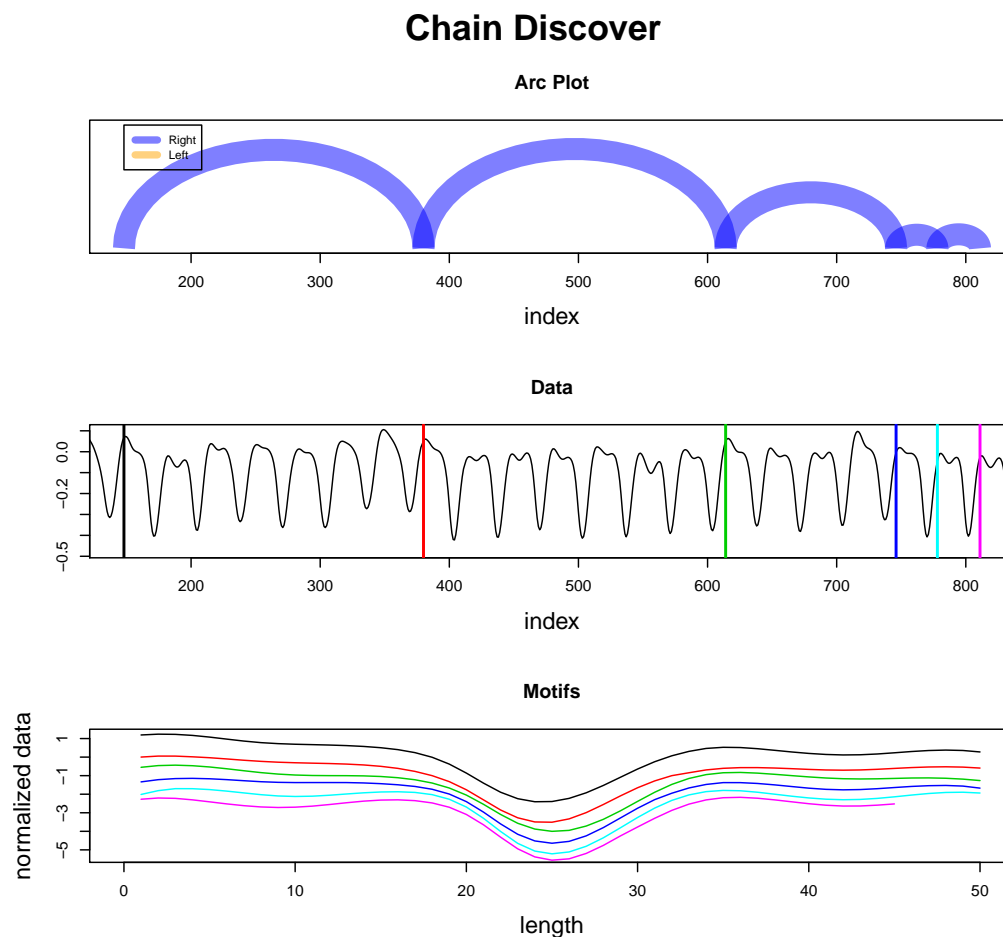 Chain Discover
Arc Plot
Right
Left
200 300 400 500 600 700 800
index
Data
0.0
−0.2
−0.5
200 300 400 500 600 700 800
index
Motifs
normalized data
1
−1
−3
−5
0 10 20 30 40 50
length